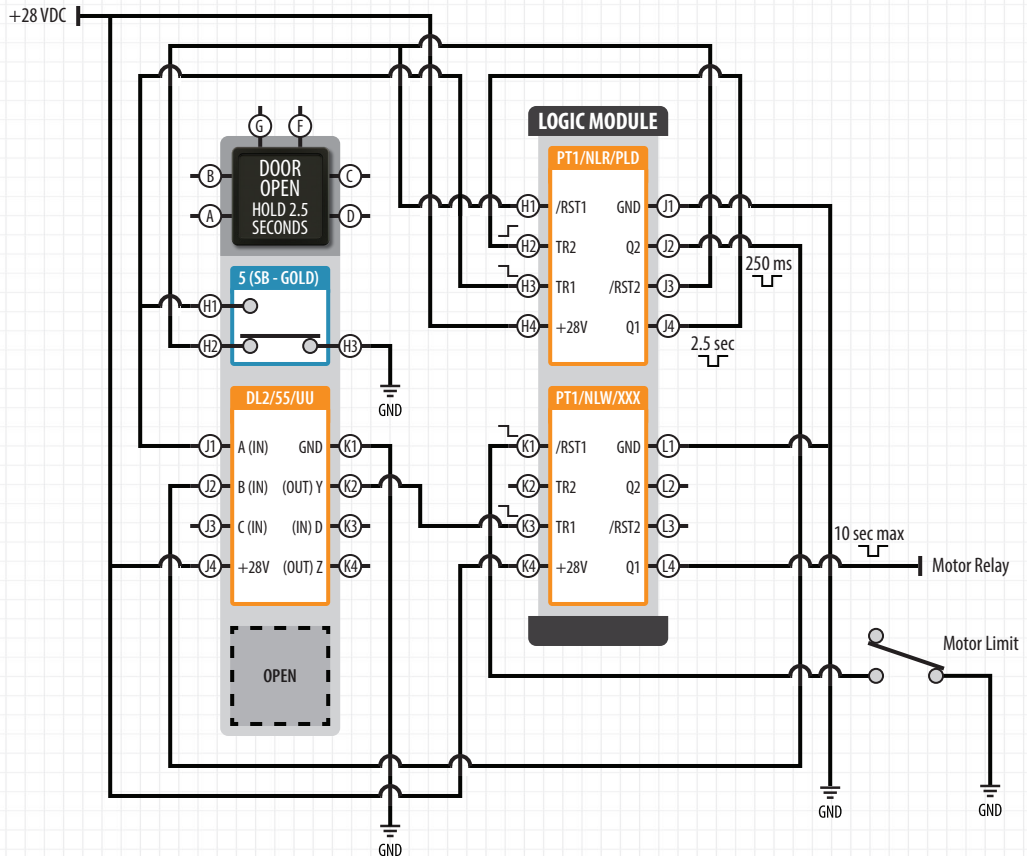 +28 VDC
G F
B C
A D
DOOR
OPEN
HOLD 2.5
SECONDS
5 (SB - GOLD)
H1
H2 H3
GND
DL2/55/UU
J1 A (IN) GND K1
J2 B (IN) (OUT) Y K2
J3 C (IN) (IN) D K3
J4 +28V (OUT) Z K4
OPEN
GND
LOGIC MODULE
PT1/NLR/PLD
H1 /RST1 GND J1
H2 TR2 Q2 J2
250 ms
H3 TR1 /RST2 J3
H4 +28V Q1 J4
2.5 sec
PT1/NLW/XXX
K1 /RST1 GND L1
K2 TR2 Q2 L2
K3 TR1 /RST2 L3
10 sec max
K4 +28V Q1 L4
Motor Relay
Motor Limit
GND
GND